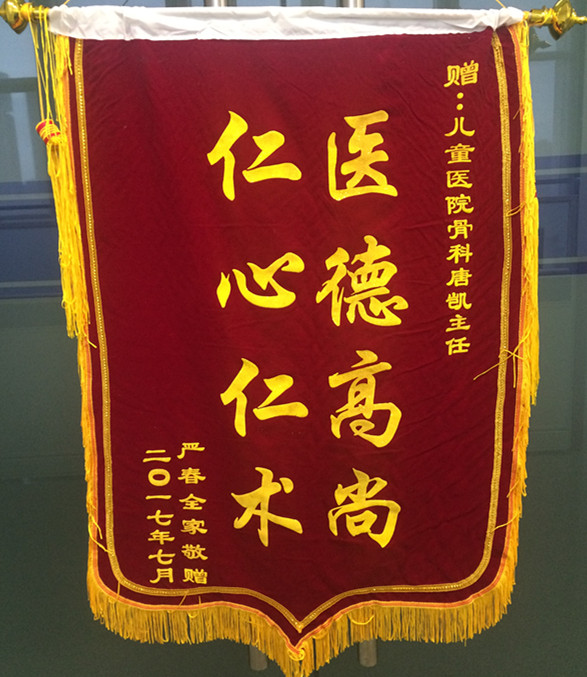 赠：儿童医院骨科唐凯主任
医德高尚
仁心仁术
严春全家敬赠
二〇一七年七月